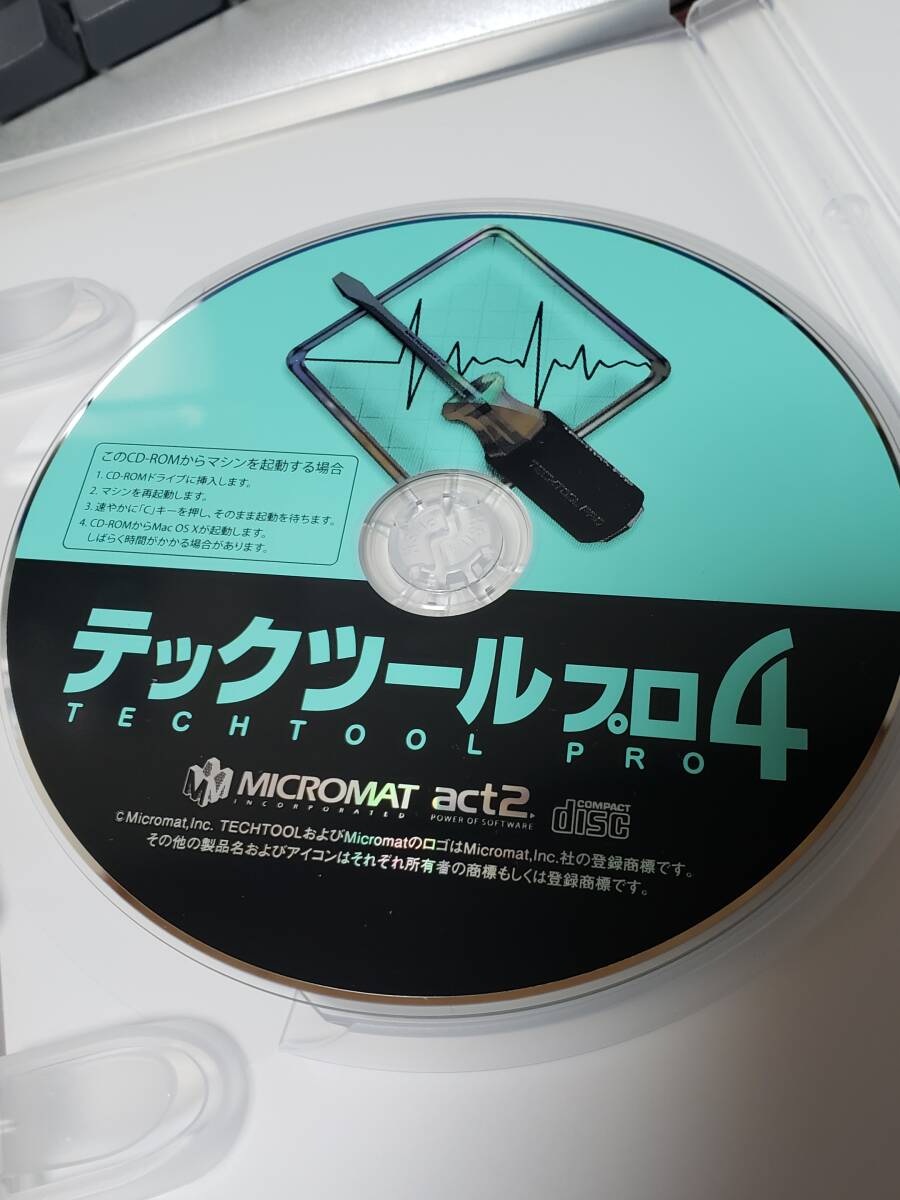 TECHTOOL PRO
このCD-ROMからマシンを起動する場合
1. CD-ROMドライブに挿入します。
2. マシンを再起動します。
3. 速やかに「C」キーを押し、そのまま起動を待ちます。
4. CD-ROMからMac OS Xが起動します。
しばらく時間がかかる場合があります。
テックツール プロ 4
TECHTOOL PRO
MICROMAT INCORPORATED act2 POWER OF SOFTWARE COMPACT disc
©Micromat,Inc. TECHTOOLおよびMicromatのロゴはMicromat,Inc.社の登録商標です。
その他の製品名およびアイコンはそれぞれ所有者の商標もしくは登録商標です。